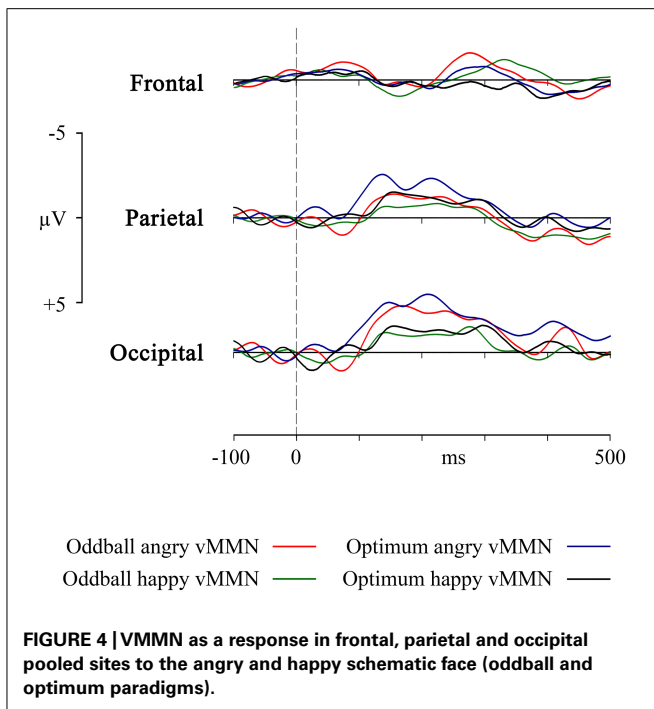 Frontal
-5
µV
Parietal
+5
Occipital
-100 0 ms 500
Oddball angry vMMN Optimum angry vMMN
Oddball happy vMMN Optimum happy vMMN
FIGURE 4 | VMMN as a response in frontal, parietal and occipital
pooled sites to the angry and happy schematic face (oddball and
optimum paradigms).